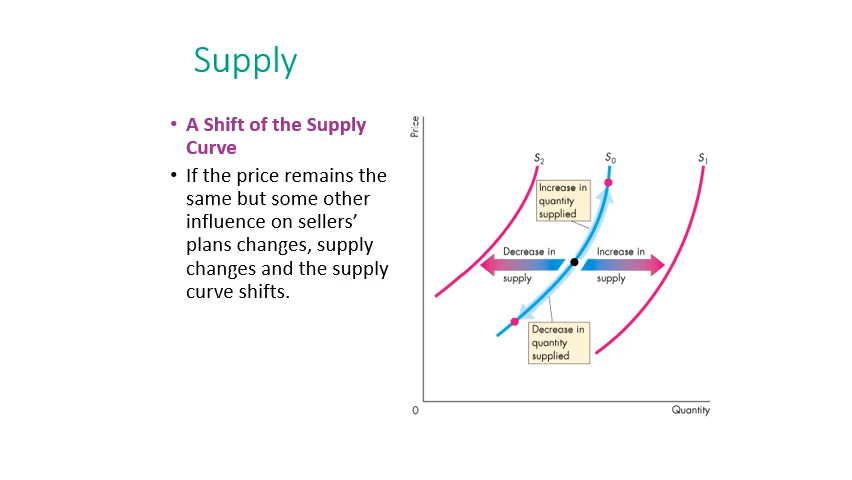 Supply
• A Shift of the Supply
Curve
• If the price remains the
same but some other
influence on sellers’
plans changes, supply
changes and the supply
curve shifts.
Price
S2
S0
S1
Increase in
quantity
supplied
Decrease in
supply
Increase in
supply
Decrease in
quantity
supplied
0
Quantity